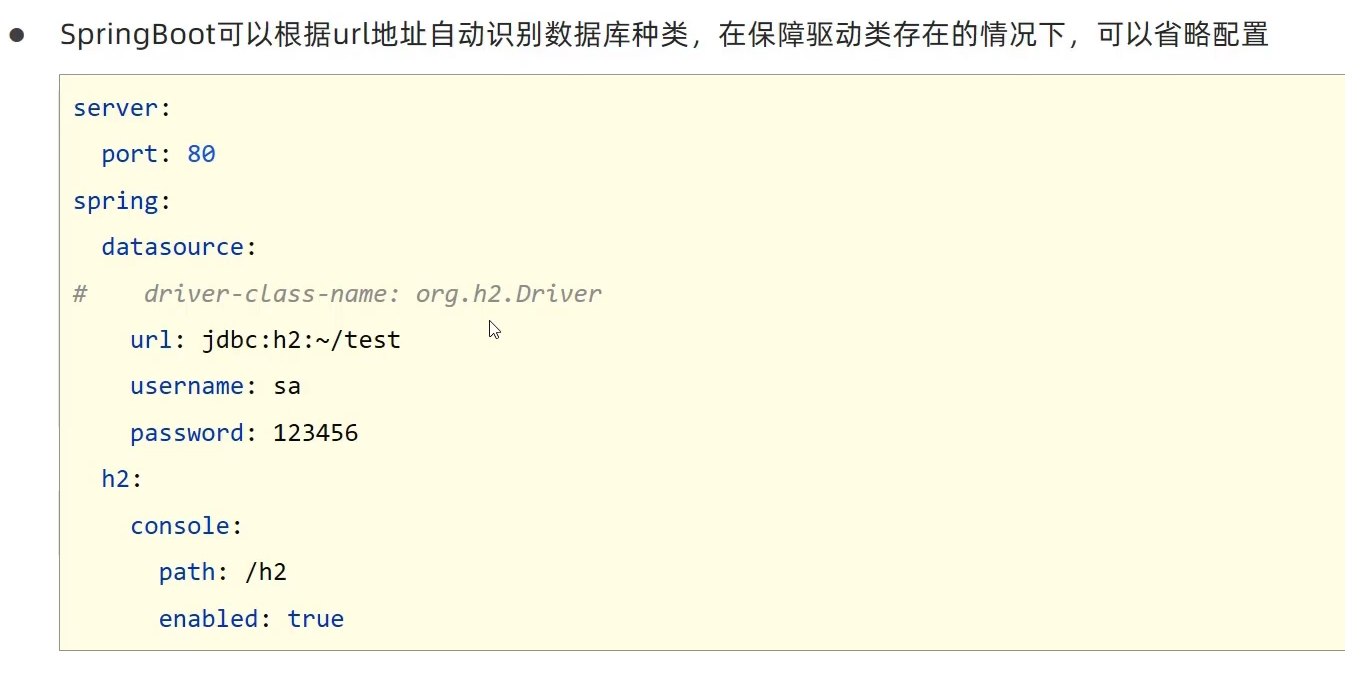 ● SpringBoot可以根据url地址自动识别数据库种类，在保障驱动类存在的情况下，可以省略配置
server:
  port: 80
spring:
  datasource:
#    driver-class-name: org.h2.Driver
    url: jdbc:h2:~/test
    username: sa
    password: 123456
  h2:
    console:
      path: /h2
      enabled: true